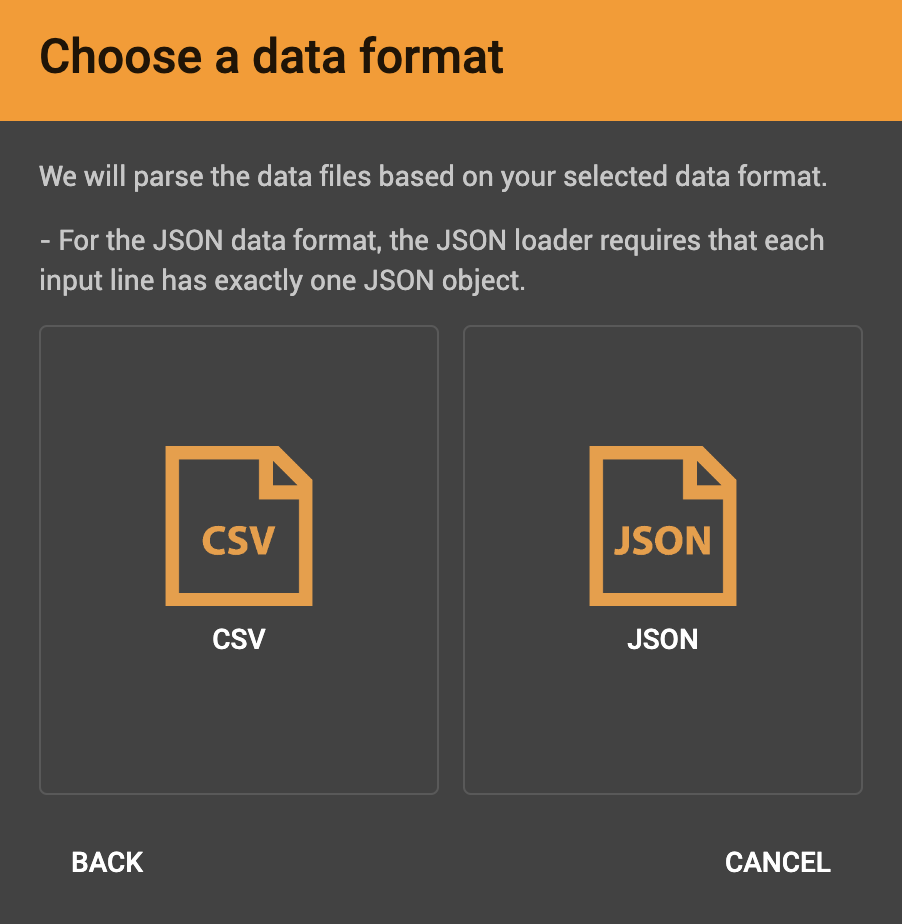 Choose a data format
We will parse the data files based on your selected data format.
- For the JSON data format, the JSON loader requires that each
input line has exactly one JSON object.
CSV
JSON
CSV
JSON
BACK
CANCEL